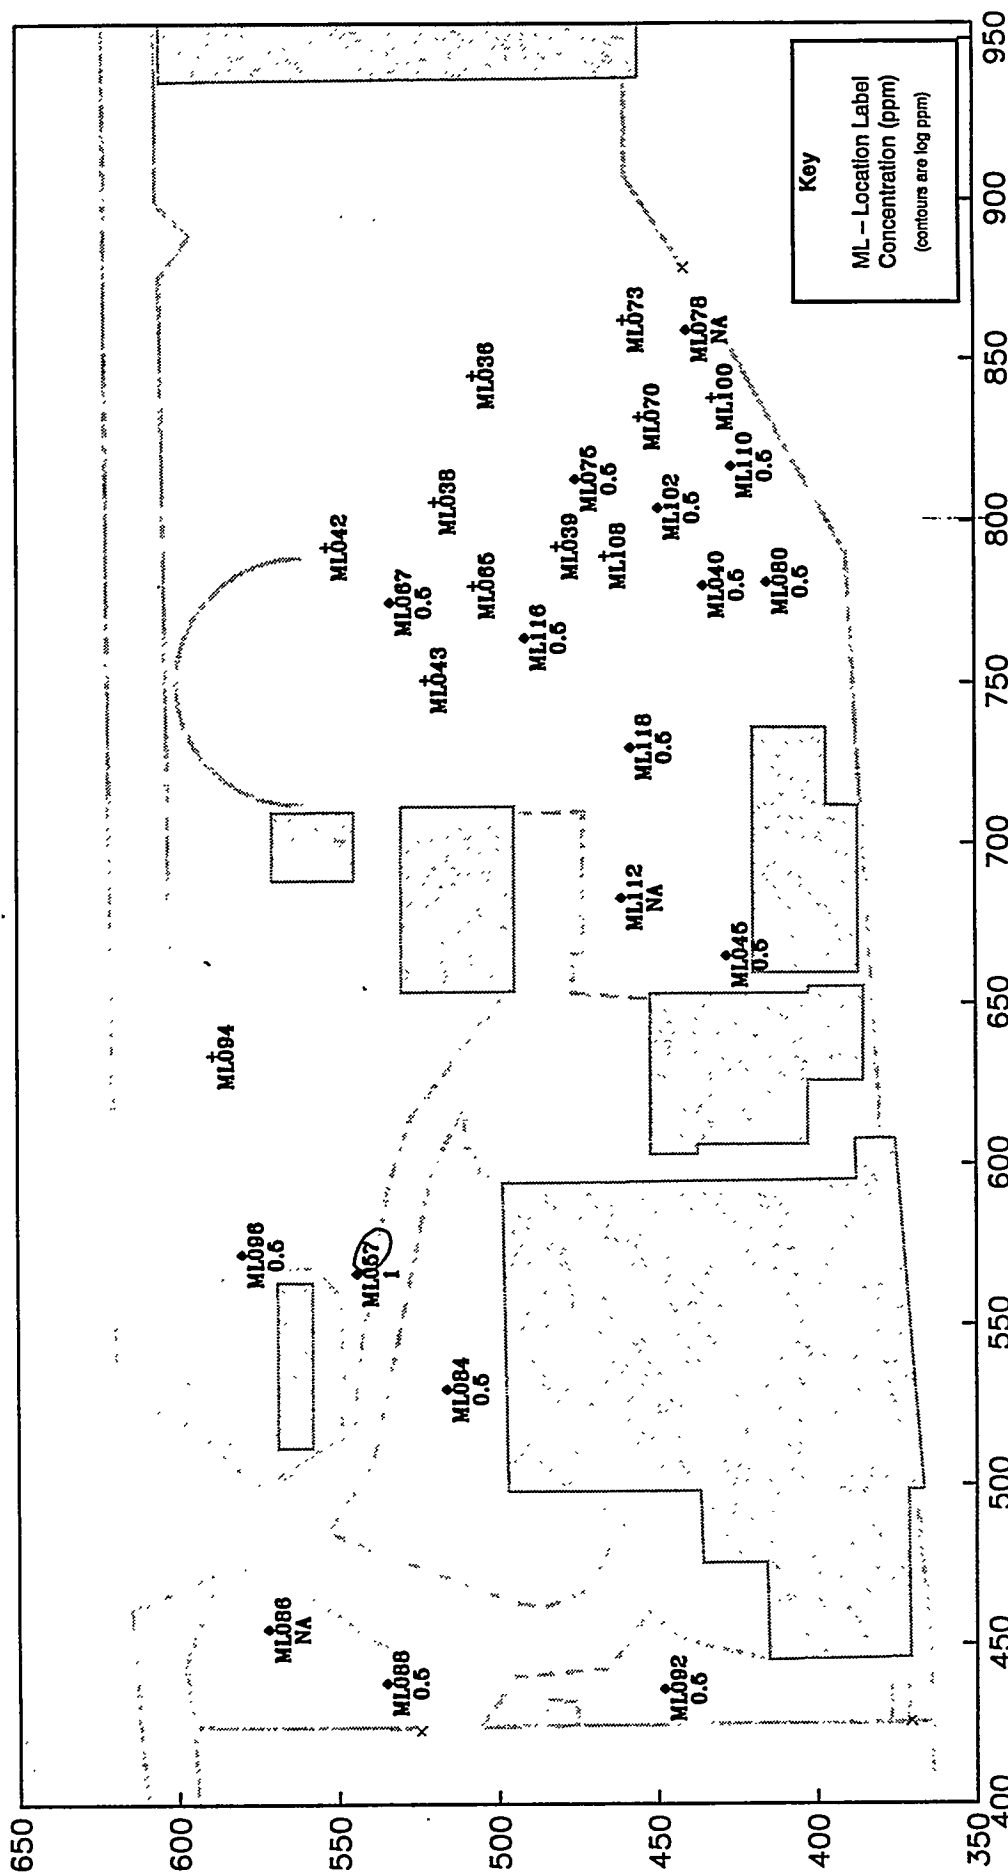 650
600
550
500
450
400
350
400
450
500
550
600
650
700
750
800
850
900
950
Key
ML – Location Label
Concentration (ppm)
(contours are log ppm)
ML094
ML096
0.5
ML057
1
ML084
0.5
ML086
NA
ML088
0.5
ML092
0.5
ML042
ML067
0.5
ML043
ML038
ML065
ML036
ML116
0.5
ML039
ML108
ML075
0.5
ML070
ML073
ML102
0.5
ML078
NA
ML100
ML110
0.5
ML040
0.5
ML080
0.5
ML118
0.5
ML112
NA
ML045
0.5